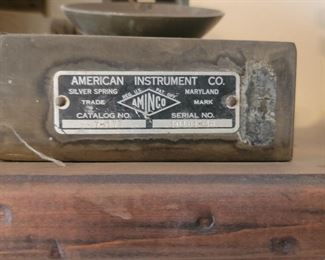 AMERICAN INSTRUMENT CO.
SILVER SPRING MARYLAND
REG. U.S. PAT. OFF.
TRADE AMINCO MARK
CATALOG NO. SERIAL NO.